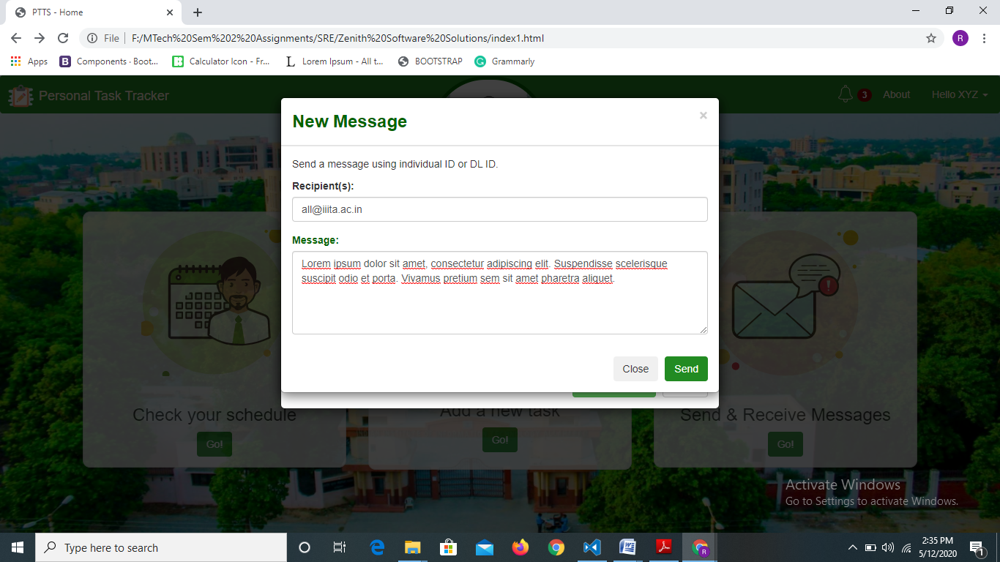 PTTS - Home
File
F:/MTech%20Sem%202%20Assignments/SRE/Zenith%20Software%20Solutions/index1.html
R
Apps
B
Components · Boot...
Calculator Icon - Fr...
L
Lorem Ipsum - All t...
BOOTSTRAP
G
Grammarly
Personal Task Tracker
3
About
Hello XYZ
New Message
×
Send a message using individual ID or DL ID.
Recipient(s):
all@iiita.ac.in
Message:
Lorem ipsum dolor sit amet, consectetur adipiscing elit. Suspendisse scelerisque
suscipit odio et porta. Vivamus pretium sem sit amet pharetra aliquet.
Close
Send
Check your schedule
Go!
Add a new task
Go!
Send & Receive Messages
Go!
Activate Windows
Go to Settings to activate Windows.
Type here to search
R
2:35 PM
5/12/2020
1